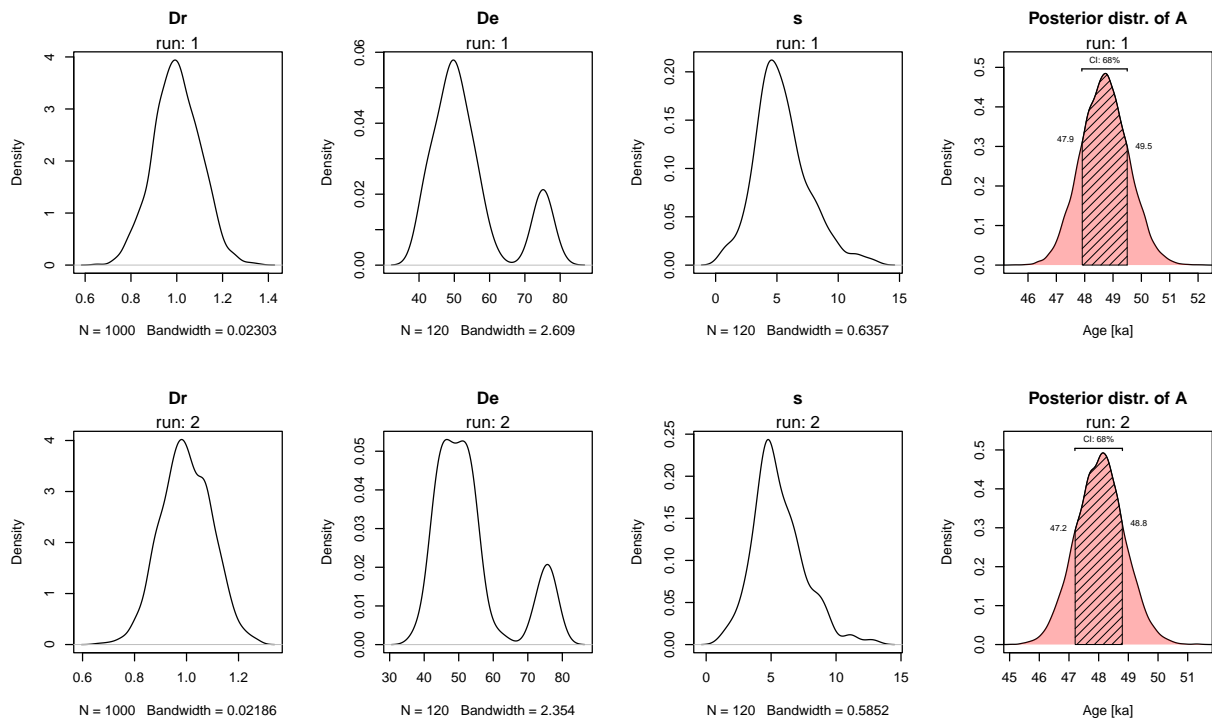 Dr
run: 1
Density
0 1 2 3 4
0.6 0.8 1.0 1.2 1.4
N = 1000 Bandwidth = 0.02303
De
run: 1
Density
0.00 0.02 0.04 0.06
40 50 60 70 80
N = 120 Bandwidth = 2.609
s
run: 1
Density
0.00 0.05 0.10 0.15 0.20
0 5 10 15
N = 120 Bandwidth = 0.6357
Posterior distr. of A
run: 1
CI: 68%
47.9
49.5
Density
0.0 0.1 0.2 0.3 0.4 0.5
46 47 48 49 50 51 52
Age [ka]
Dr
run: 2
Density
0 1 2 3 4
0.6 0.8 1.0 1.2
N = 1000 Bandwidth = 0.02186
De
run: 2
Density
0.00 0.01 0.02 0.03 0.04 0.05
30 40 50 60 70 80
N = 120 Bandwidth = 2.354
s
run: 2
Density
0.00 0.05 0.10 0.15 0.20 0.25
0 5 10 15
N = 120 Bandwidth = 0.5852
Posterior distr. of A
run: 2
CI: 68%
47.2
48.8
Density
0.0 0.1 0.2 0.3 0.4 0.5
45 46 47 48 49 50 51
Age [ka]